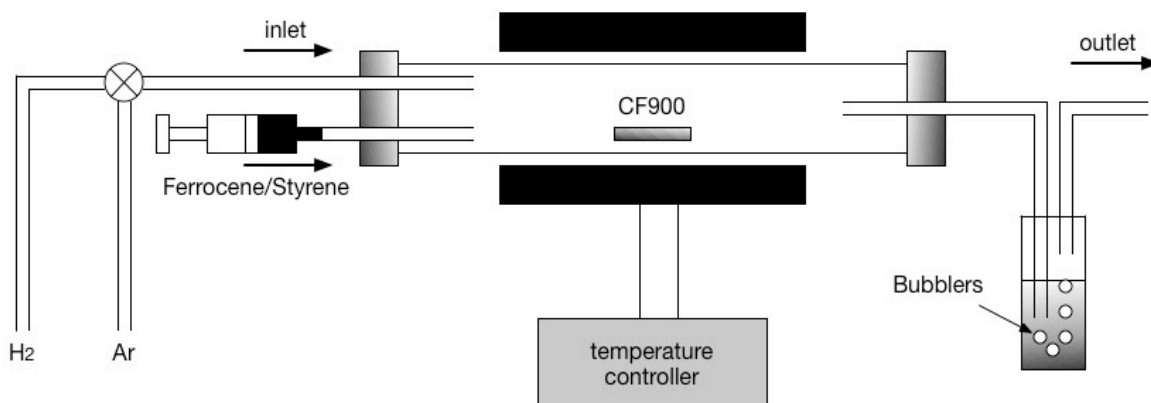 inlet
outlet
CF900
Ferrocene/Styrene
Bubblers
H2
Ar
temperature
controller